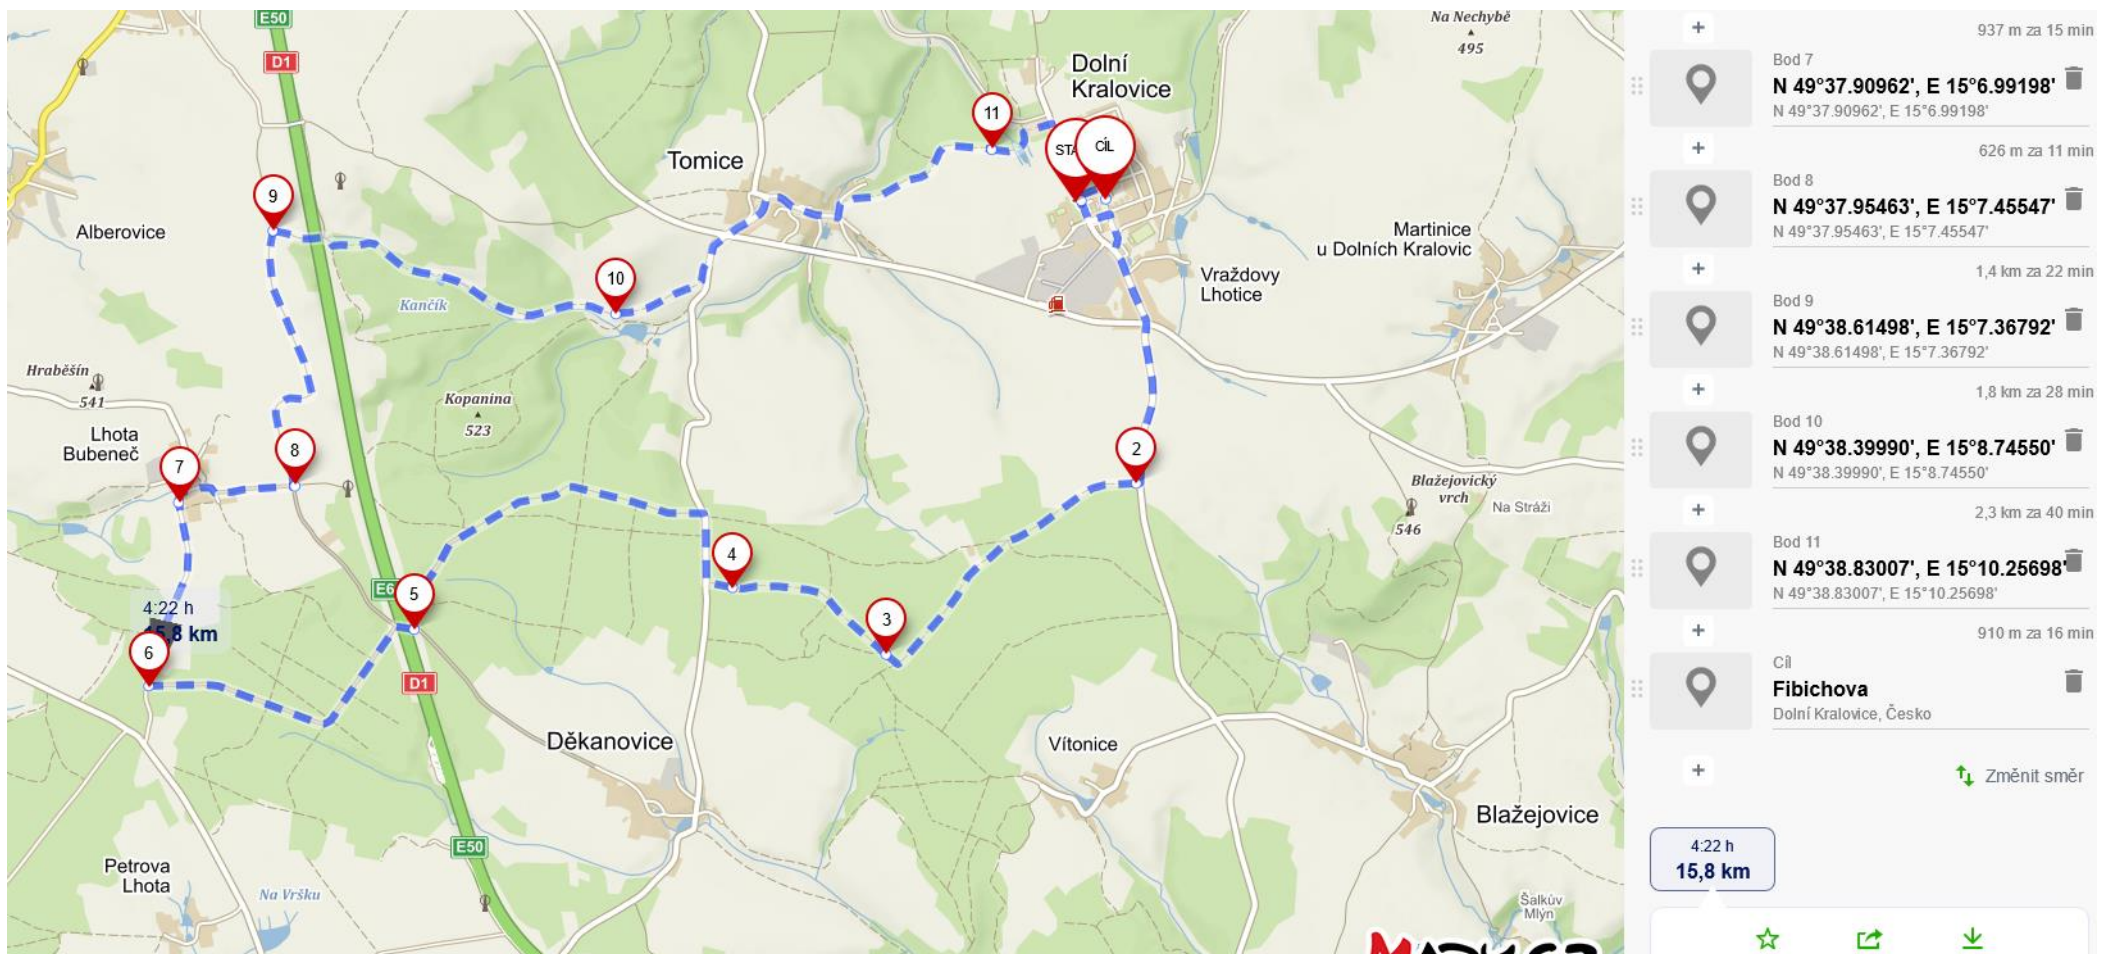 E50
D1
Na Nechybě
495
Dolní
Kralovice
11
CÍL
Tomice
9
Alberovice
10
Kančík
Martinice
u Dolních Kralovic
Vraždovy
Lhotice
Hraběšín
541
Kopanina
523
Lhota
Bubeneč
7
8
2
Blažejovický
vrch
546
Na Stráži
4
5
3
4:22 h
15,8 km
6
D1
Děkanovice
Vítonice
Blažejovice
E50
Petrova
Lhota
Na Vršku
Šalkův
Mlýn
937 m za 15 min
Bod 7
N 49°37.90962', E 15°6.99198'
N 49°37.90962', E 15°6.99198'
626 m za 11 min
Bod 8
N 49°37.95463', E 15°7.45547'
N 49°37.95463', E 15°7.45547'
1,4 km za 22 min
Bod 9
N 49°38.61498', E 15°7.36792'
N 49°38.61498', E 15°7.36792'
1,8 km za 28 min
Bod 10
N 49°38.39990', E 15°8.74550'
N 49°38.39990', E 15°8.74550'
2,3 km za 40 min
Bod 11
N 49°38.83007', E 15°10.25698'
N 49°38.83007', E 15°10.25698'
910 m za 16 min
Cíl
Fibichova
Dolní Kralovice, Česko
Změnit směr
4:22 h
15,8 km